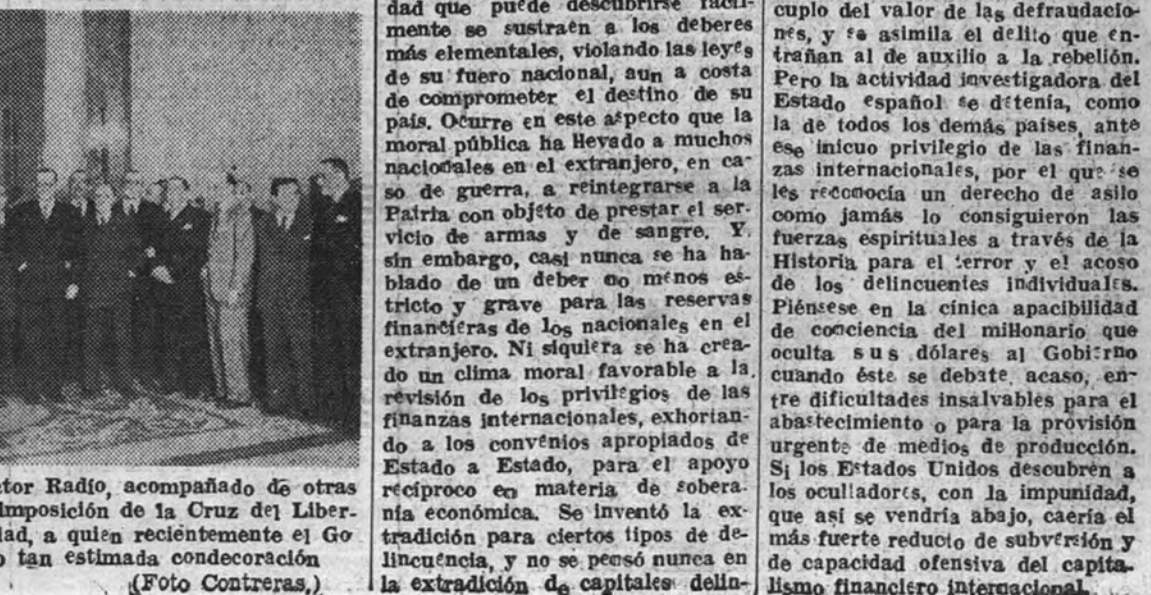 ctor Radio, acompañado de otras
imposición de la Cruz del Liber-
dad, a quien recientemente el Go
o tan estimada condecoración
(Foto Contreras.)
dad que puede descubrirse fácil-
mente se sustraen a los deberes
más elementales, violando las leyes
de su fuero nacional, aun a costa
de comprometer el destino de su
país. Ocurre en este aspecto que la
moral pública ha llevado a muchos
nacionales en el extranjero, en ca-
so de guerra, a reintegrarse a la
Patria con objeto de prestar el ser-
vicio de armas y de sangre. Y.
sin embargo, casi nunca se ha ha-
blado de un deber no menos es-
tricto y grave para las reservas
financieras de los nacionales en el
extranjero. Ni siquiera se ha crea-
do un clima moral favorable a la
revisión de los privilegios de las
finanzas internacionales, exhortan-
do a los convenios apropiados de
Estado a Estado, para el apoyo
recíproco en materia de sobera-
nía económica. Se inventó la ex-
tradición para ciertos tipos de de-
lincuencia, y no se pensó nunca en
la extradición de capitales delin-
cuplo del valor de las defraudacio-
nes, y se asimila el delito que en-
trañan al de auxilio a la rebelión.
Pero la actividad investigadora del
Estado español se detenía, como
la de todos los demás países, ante
ese inicuo privilegio de las finan-
zas internacionales, por el que se
les reconocía un derecho de asilo
como jamás lo consiguieron las
fuerzas espirituales a través de la
Historia para el terror y el acoso
de los delincuentes individuales.
Piénsese en la cínica apacibilidad
de conciencia del millonario que
oculta sus dólares al Gobierno
cuando éste se debate, acaso, en-
tre dificultades insalvables para el
abastecimiento o para la provisión
urgente de medios de producción.
Si los Estados Unidos descubren a
los ocultadores, con la impunidad,
que así se vendría abajo, caería el
más fuerte reducto de subversión y
de capacidad ofensiva del capita-
lismo financiero internacional.